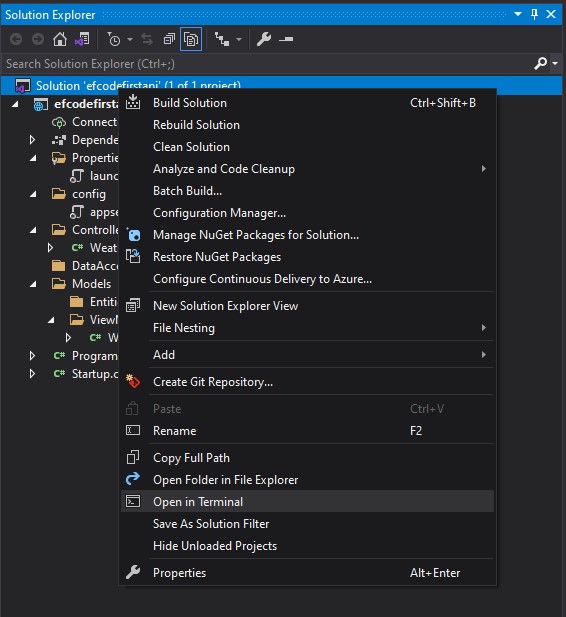 Solution Explorer
Search Solution Explorer (Ctrl+;)
Solution 'efcodefirstapi' (1 of 1 project)
efcodefirsta
Connect
Depende
Propertie
launc
config
appse
Controlle
C# Weat
DataAcc
Models
Entiti
View
C# W
C# Program
C# Startup.c
Build Solution Ctrl+Shift+B
Rebuild Solution
Clean Solution
Analyze and Code Cleanup
Batch Build...
Configuration Manager...
Manage NuGet Packages for Solution...
Restore NuGet Packages
Configure Continuous Delivery to Azure...
New Solution Explorer View
File Nesting
Add
Create Git Repository...
Paste Ctrl+V
Rename F2
Copy Full Path
Open Folder in File Explorer
Open in Terminal
Save As Solution Filter
Hide Unloaded Projects
Properties Alt+Enter